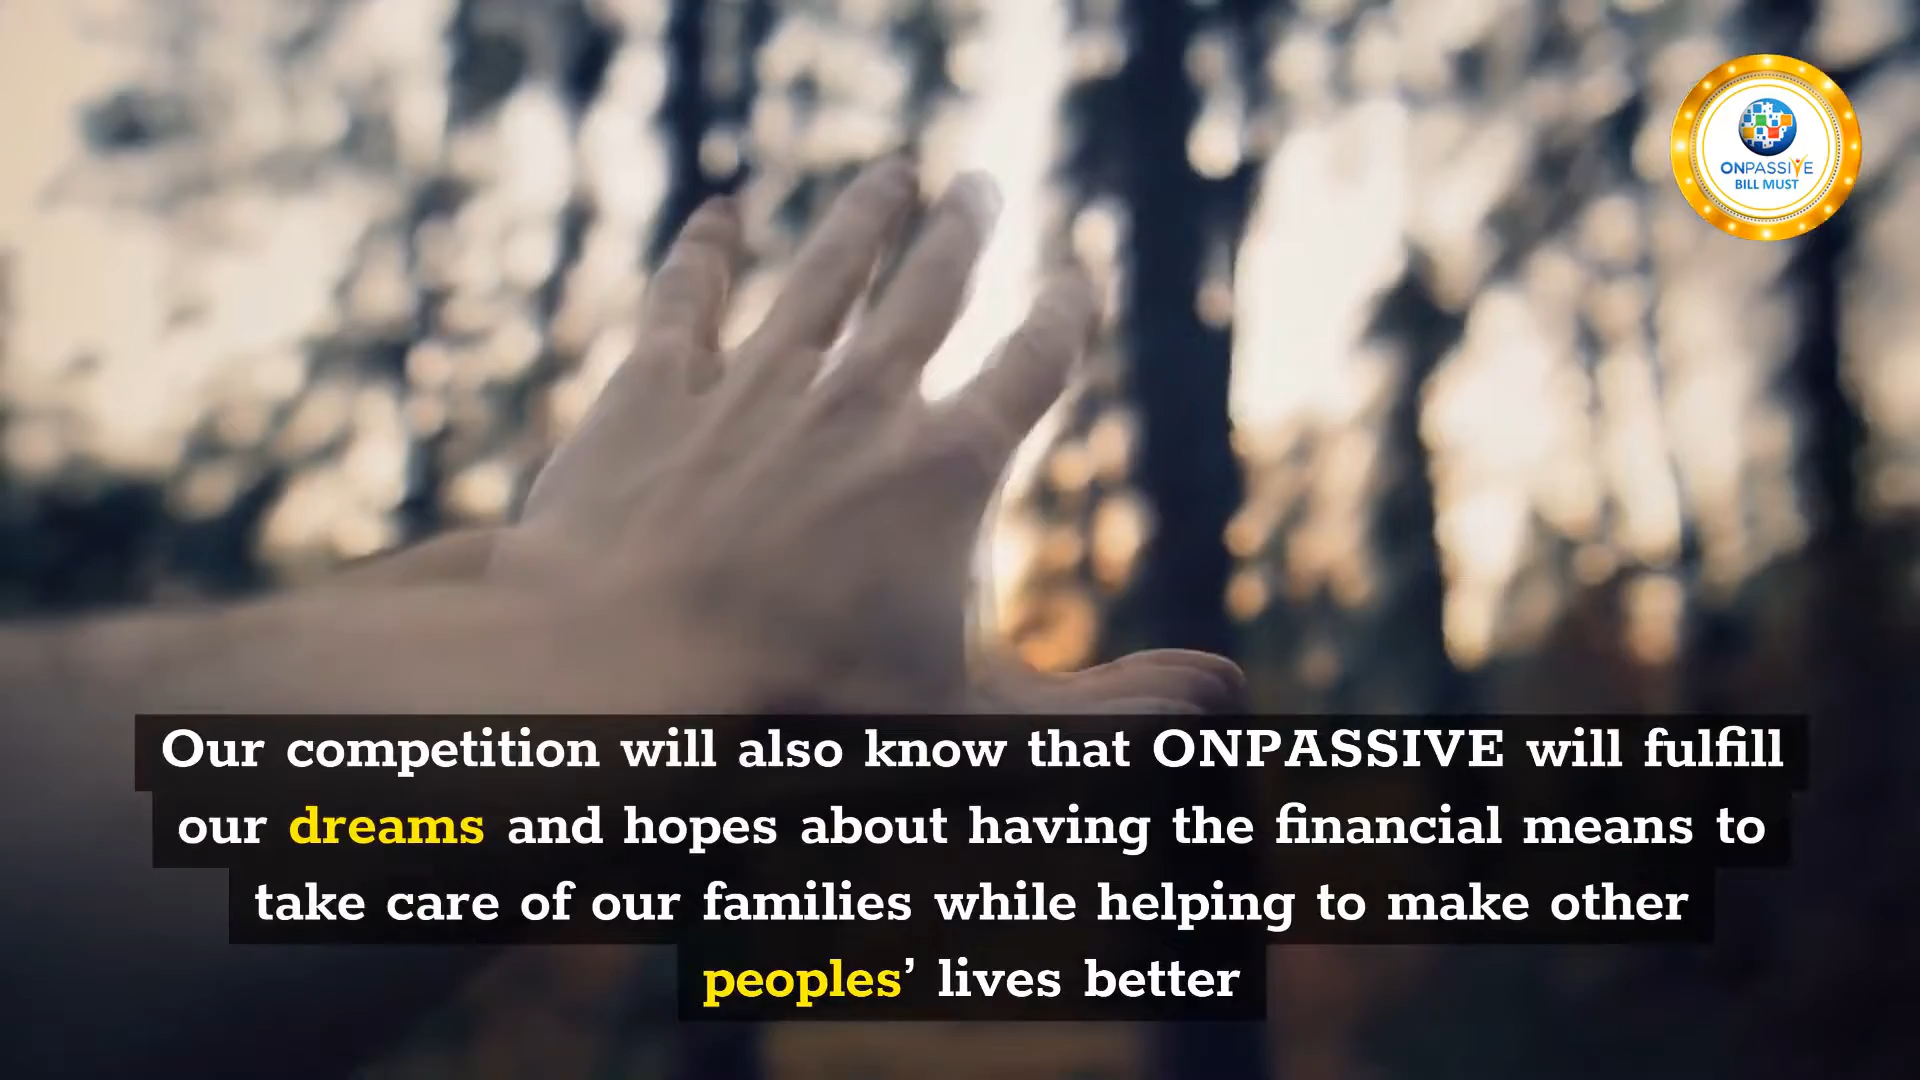 ONPASSIVE
BILL MUST
Our competition will also know that ONPASSIVE will fulfill
our dreams and hopes about having the financial means to
take care of our families while helping to make other
peoples’ lives better